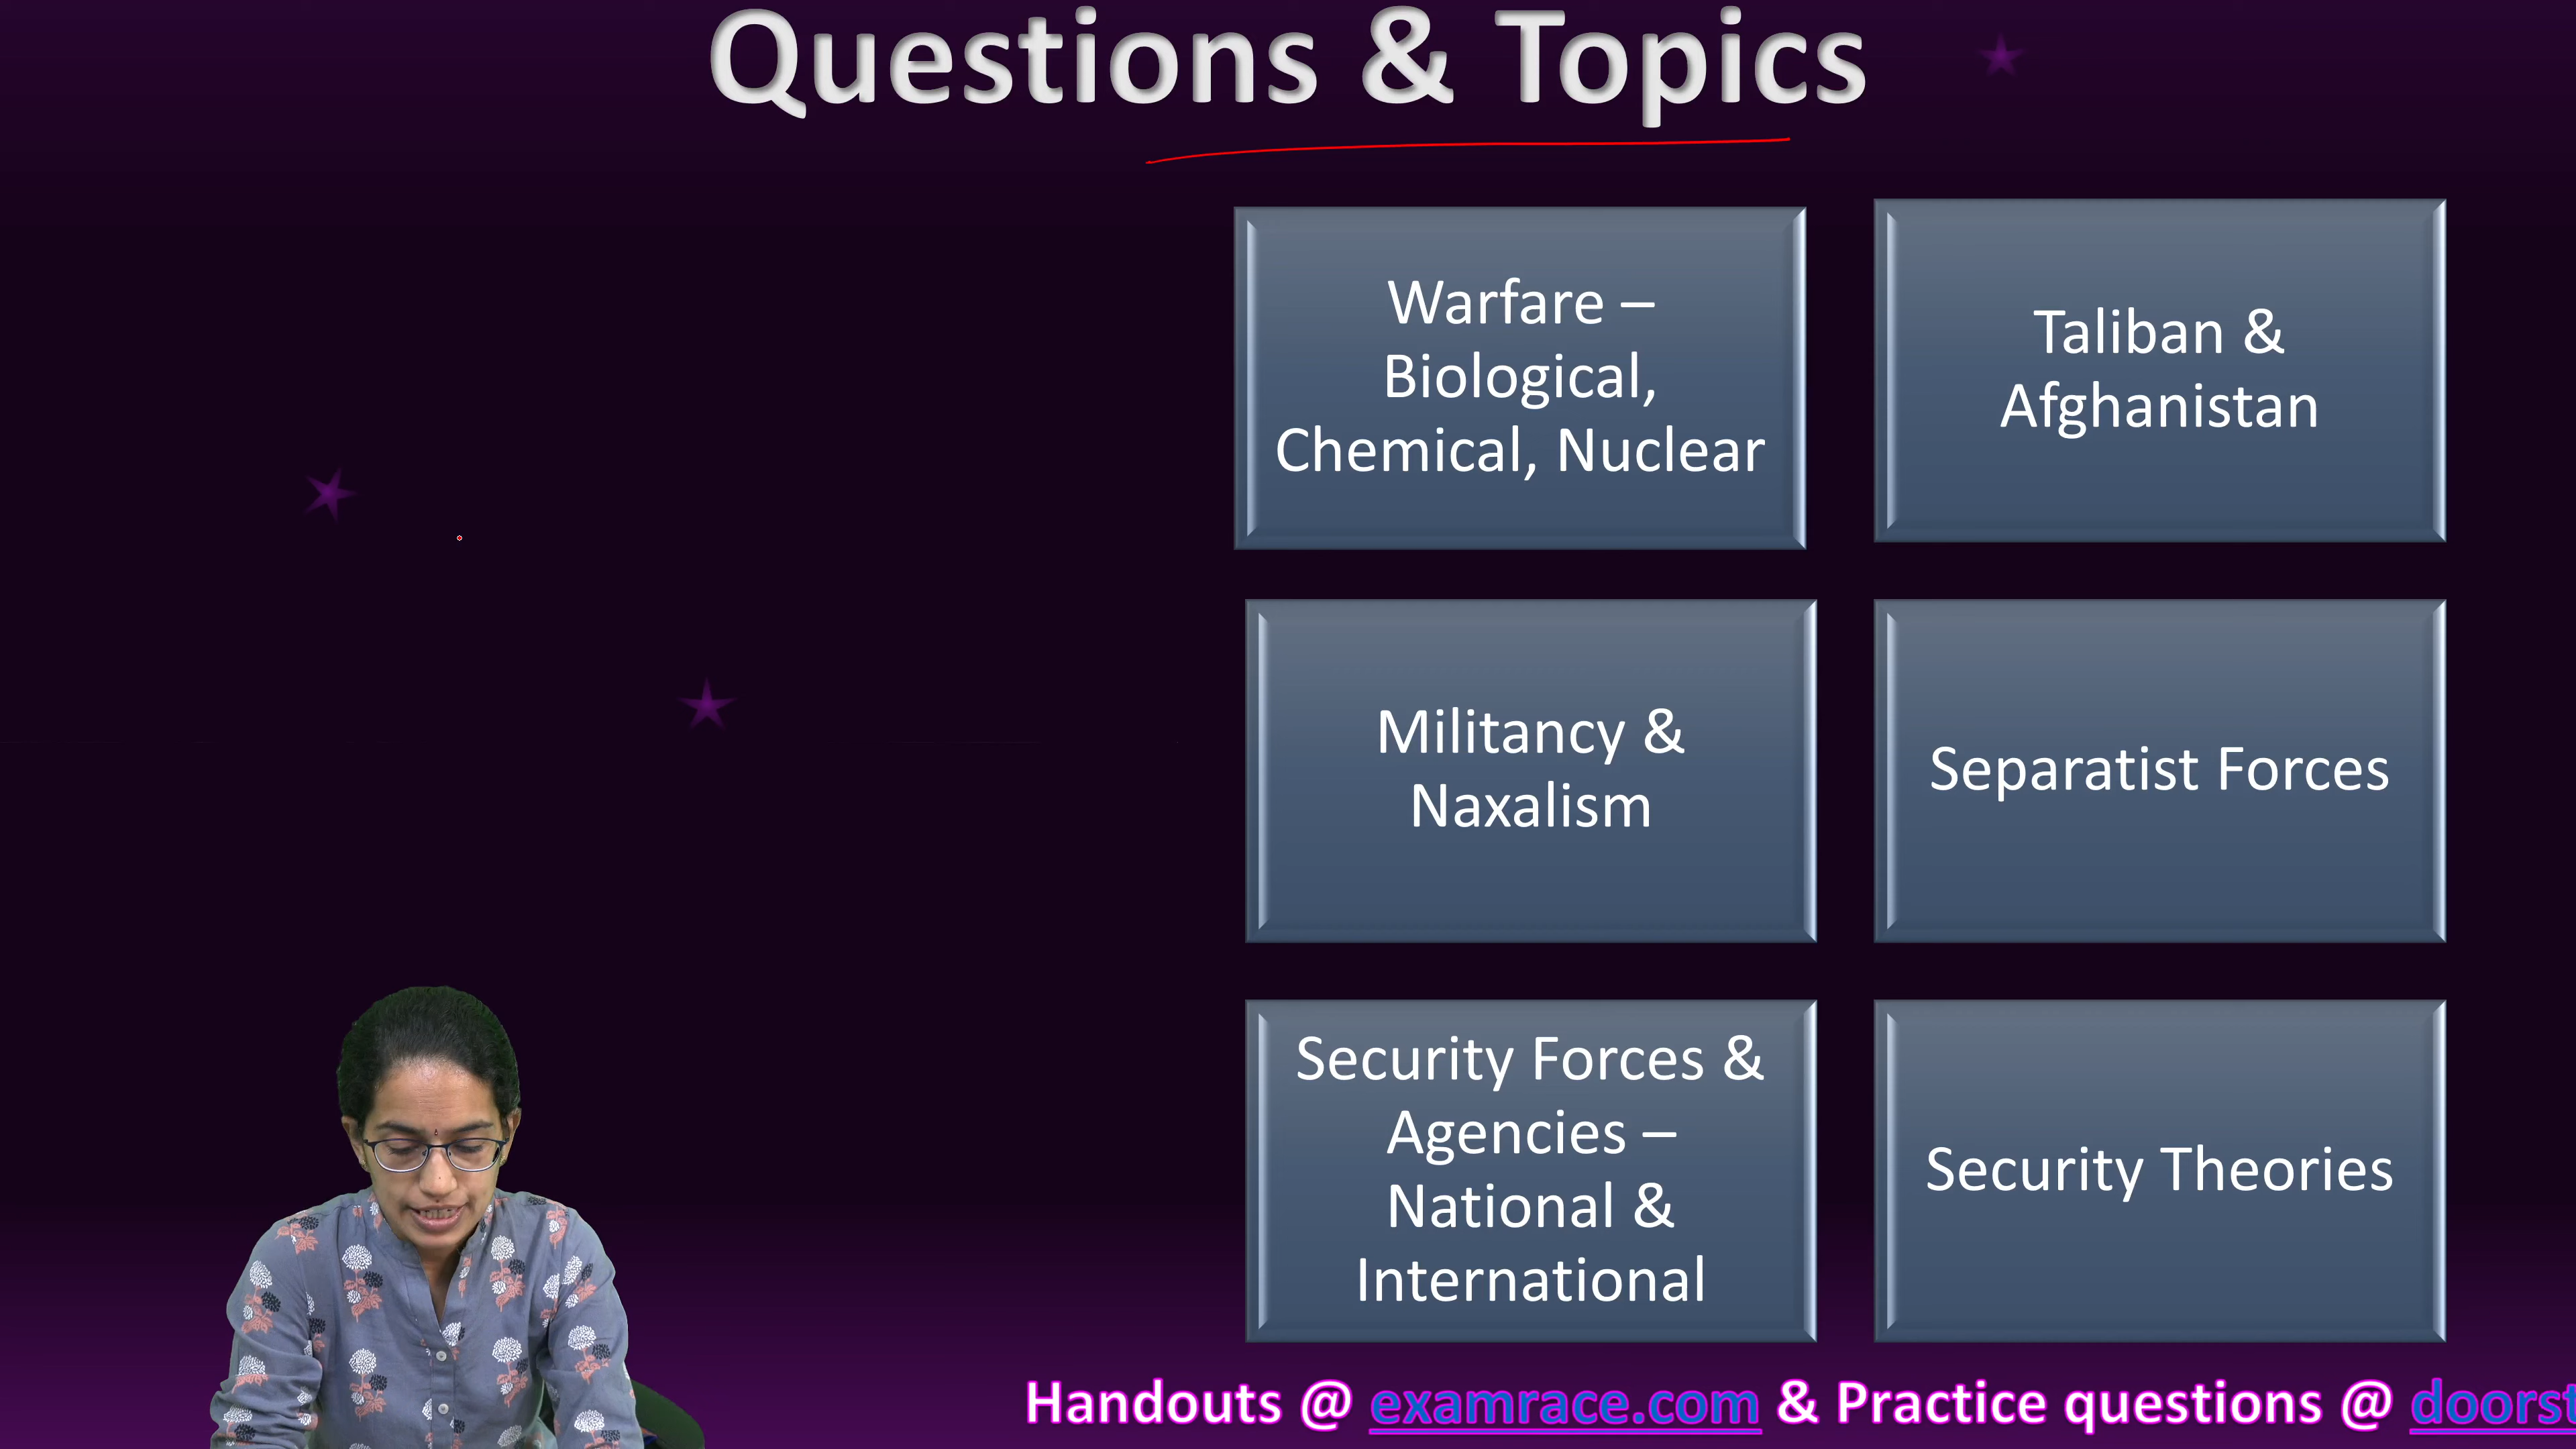 Questions & Topics
Warfare –
Biological,
Chemical, Nuclear
Taliban &
Afghanistan
Militancy &
Naxalism
Separatist Forces
Security Forces &
Agencies –
National &
International
Security Theories
Handouts @ examrace.com & Practice questions @ doorst